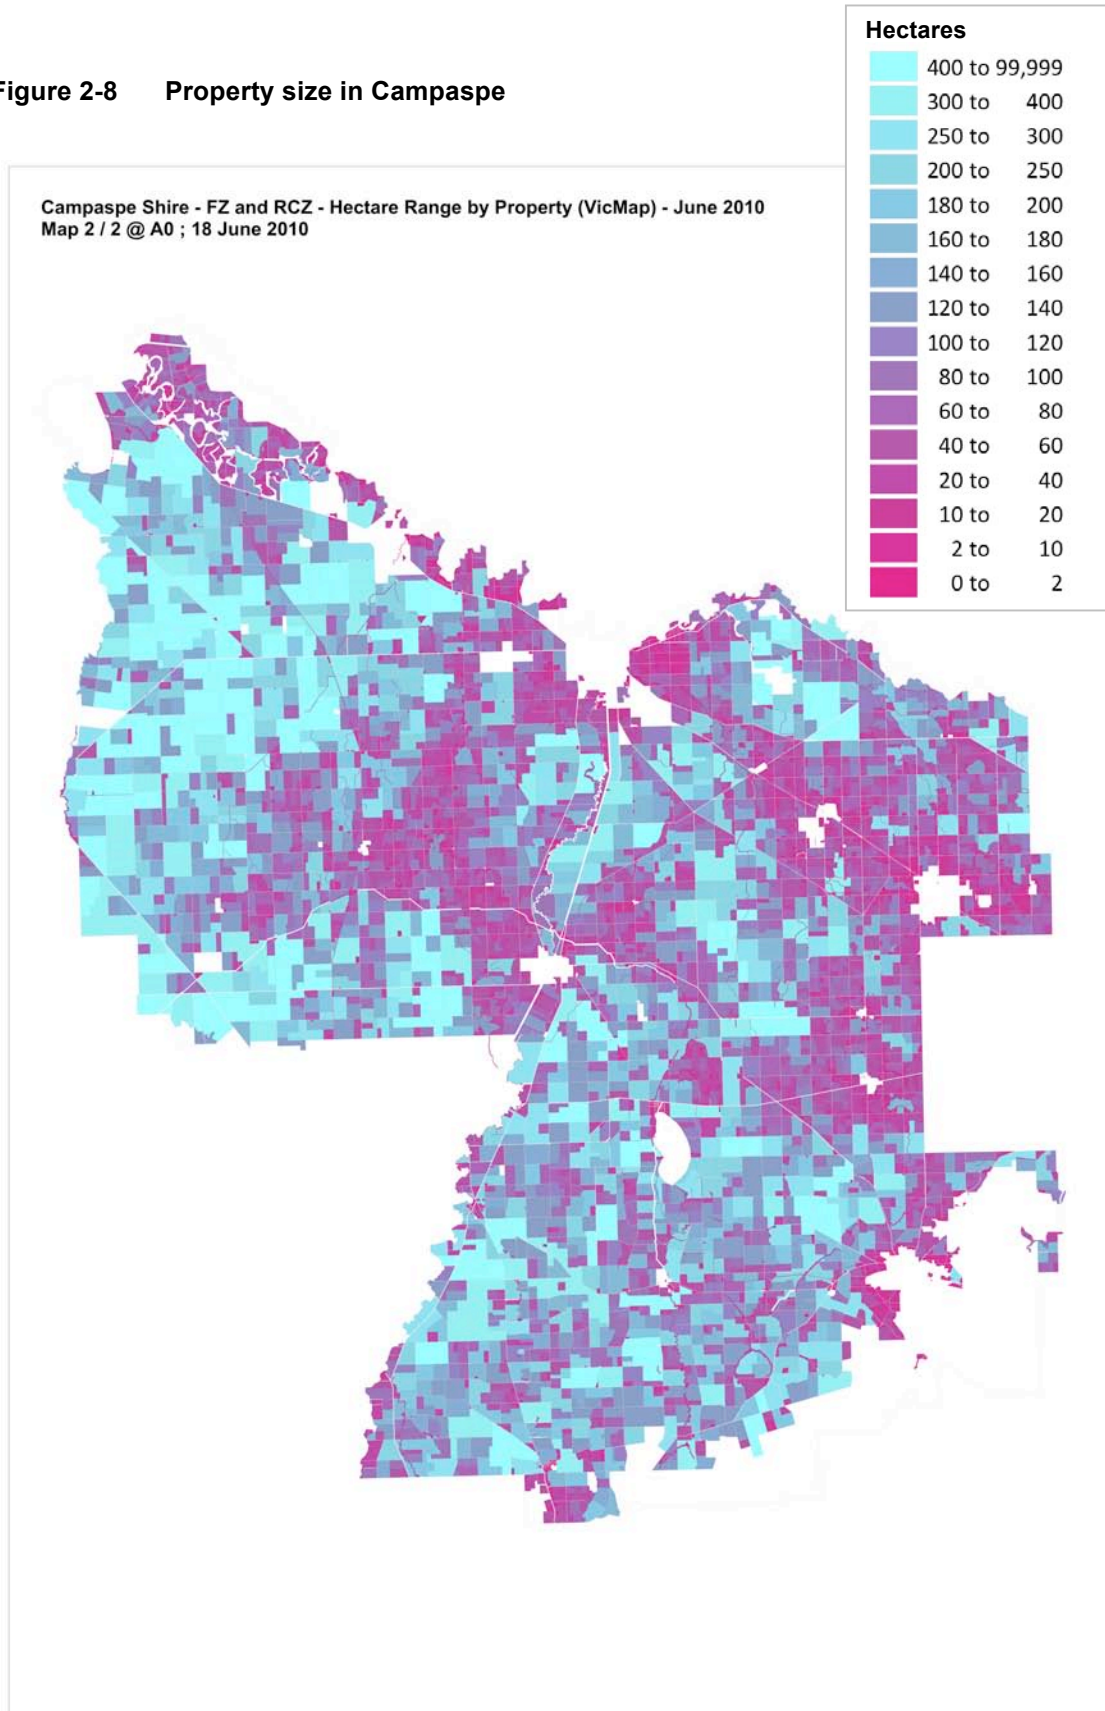 Figure 2-8 Property size in Campaspe
Campaspe Shire - FZ and RCZ - Hectare Range by Property (VicMap) - June 2010
Map 2 / 2 @ A0 ; 18 June 2010
Hectares
400 to 99,999
300 to 400
250 to 300
200 to 250
180 to 200
160 to 180
140 to 160
120 to 140
100 to 120
80 to 100
60 to 80
40 to 60
20 to 40
10 to 20
2 to 10
0 to 2